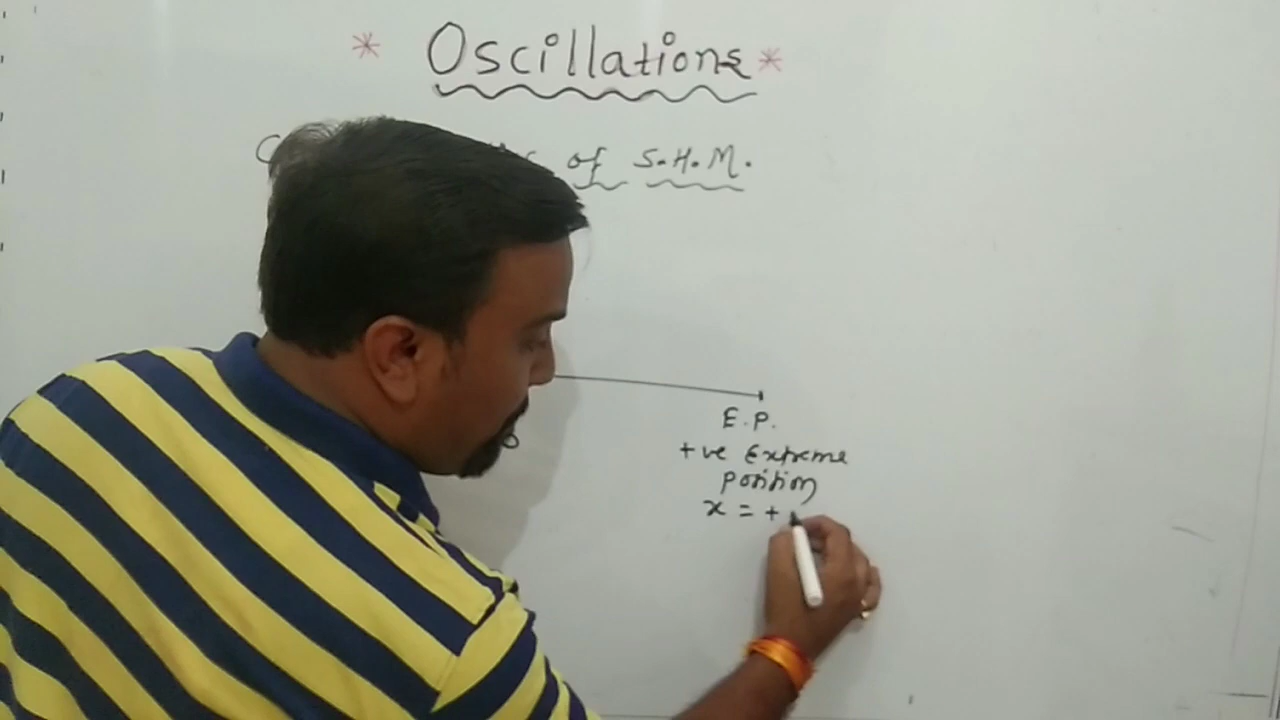 * Oscillations *
of S.H.M.
E.P.
+ve Extreme
position
x = +